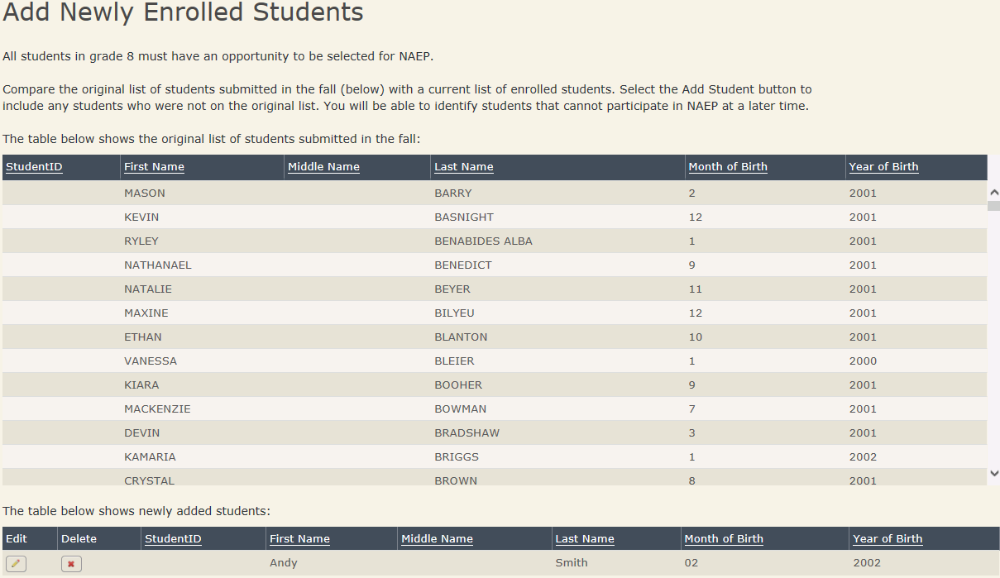 Add Newly Enrolled Students
All students in grade 8 must have an opportunity to be selected for NAEP.
Compare the original list of students submitted in the fall (below) with a current list of enrolled students. Select the Add Student button to
include any students who were not on the original list. You will be able to identify students that cannot participate in NAEP at a later time.
The table below shows the original list of students submitted in the fall:
StudentID First Name Middle Name Last Name Month of Birth Year of Birth
MASON BARRY 2 2001
KEVIN BASNIGHT 12 2001
RYLEY BENABIDES ALBA 1 2001
NATHANAEL BENEDICT 9 2001
NATALIE BEYER 11 2001
MAXINE BILYEU 12 2001
ETHAN BLANTON 10 2001
VANESSA BLEIER 1 2000
KIARA BOOHER 9 2001
MACKENZIE BOWMAN 7 2001
DEVIN BRADSHAW 3 2001
KAMARIA BRIGGS 1 2002
CRYSTAL BROWN 8 2001
The table below shows newly added students:
Edit Delete StudentID First Name Middle Name Last Name Month of Birth Year of Birth
Andy Smith 02 2002